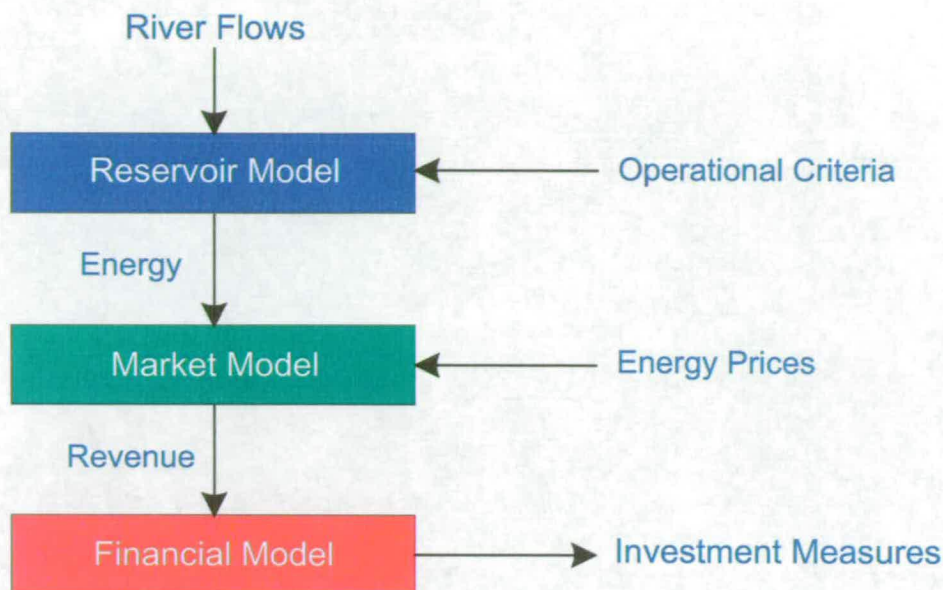 River Flows
Reservoir Model
Operational Criteria
Energy
Market Model
Energy Prices
Revenue
Financial Model
Investment Measures